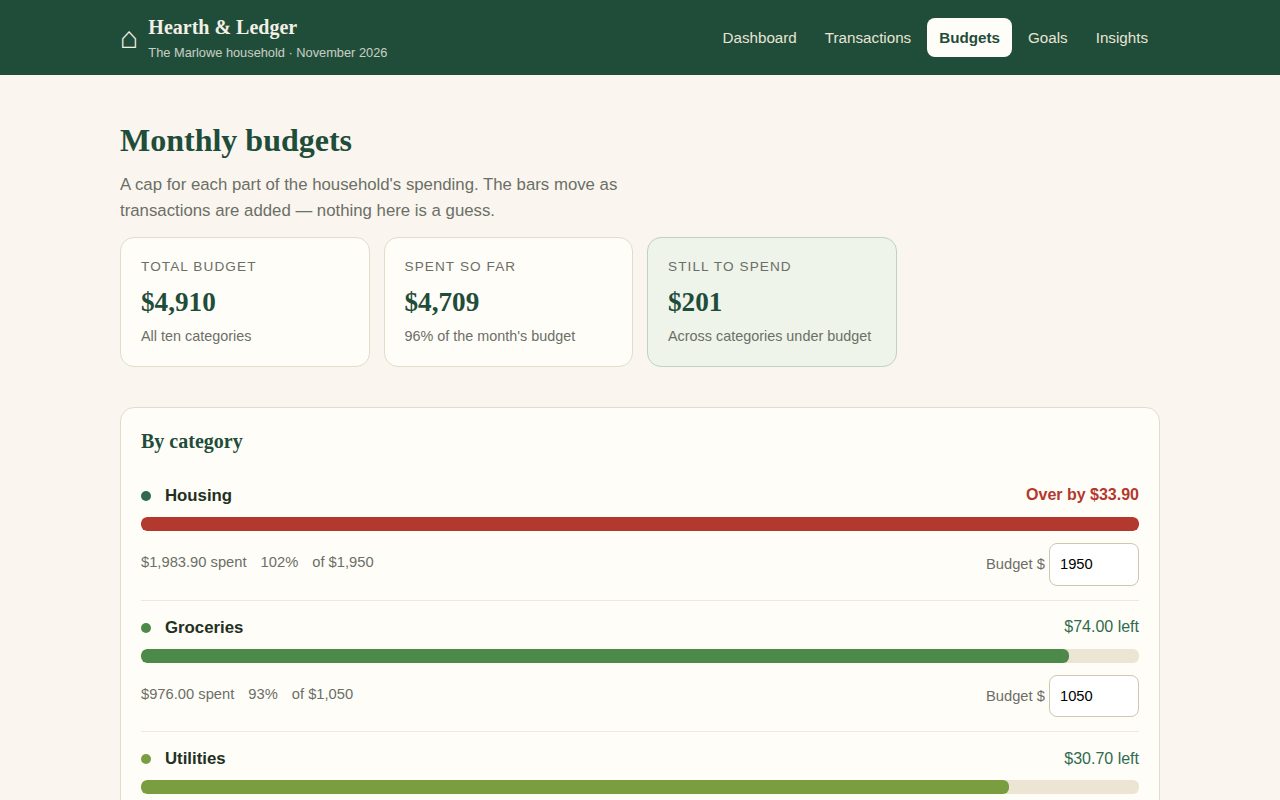 Hearth & Ledger
The Marlowe household · November 2026
Dashboard
Transactions
Budgets
Goals
Insights
Monthly budgets
A cap for each part of the household's spending. The bars move as
transactions are added — nothing here is a guess.
TOTAL BUDGET
$4,910
All ten categories
SPENT SO FAR
$4,709
96% of the month's budget
STILL TO SPEND
$201
Across categories under budget
By category
Housing
Over by $33.90
$1,983.90 spent 102% of $1,950
Budget $ 1950
Groceries
$74.00 left
$976.00 spent 93% of $1,050
Budget $ 1050
Utilities
$30.70 left